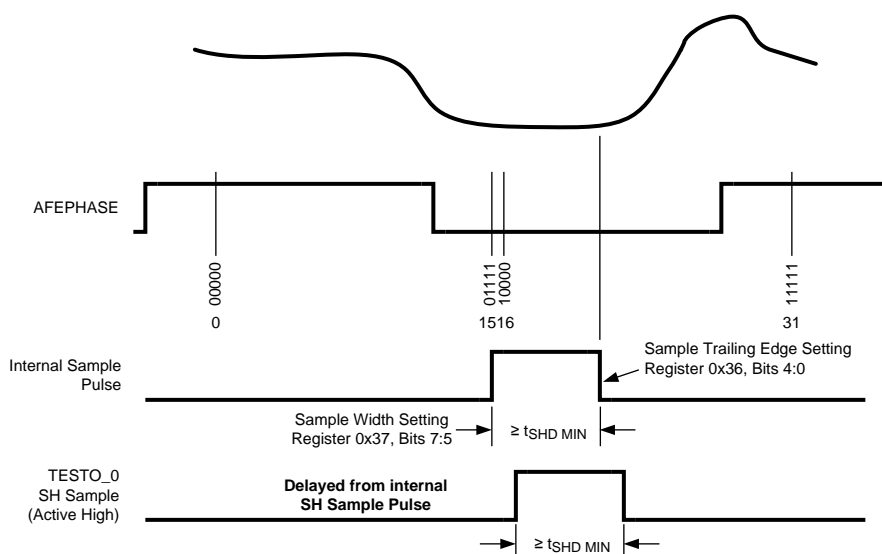 AFEPHASE
00000
01111
10000
11111
0
1516
31
Internal Sample
Pulse
Sample Trailing Edge Setting
Register 0x36, Bits 4:0
Sample Width Setting
Register 0x37, Bits 7:5
≥ tSHD MIN
TESTO_0
SH Sample
(Active High)
Delayed from internal
SH Sample Pulse
≥ tSHD MIN